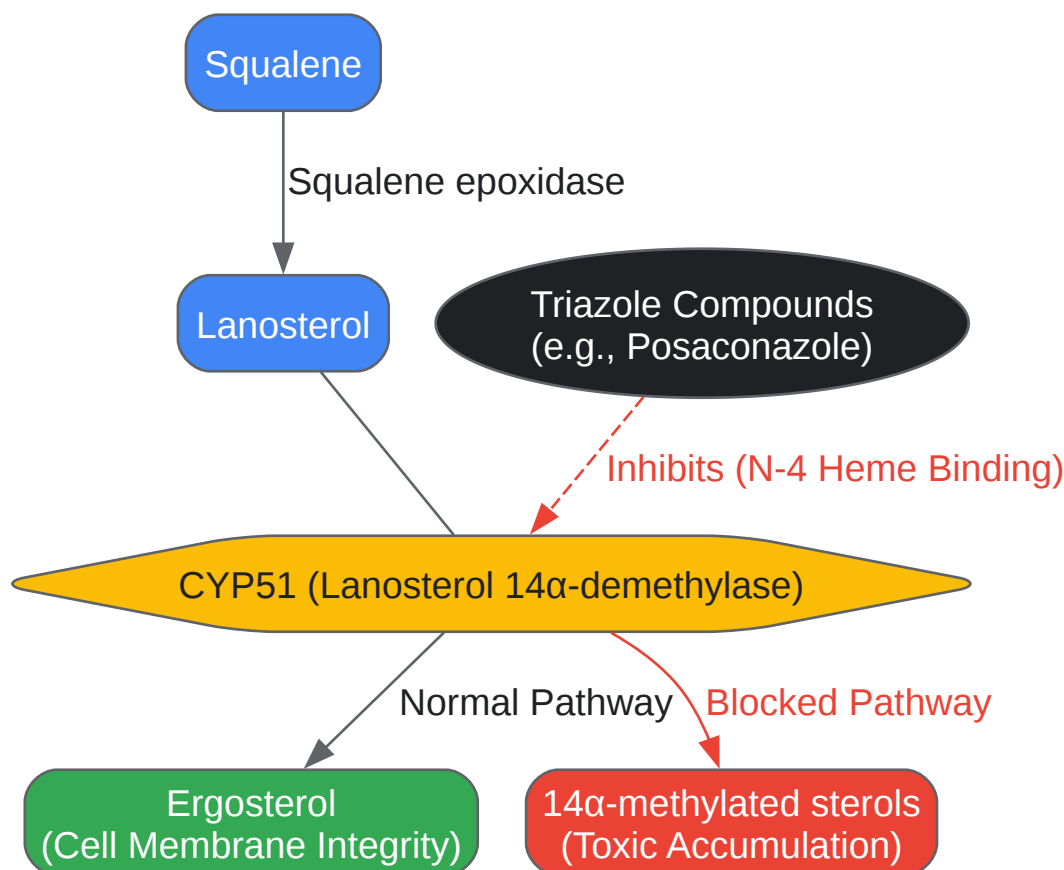 Squalene
Squalene epoxidase
Lanosterol
Triazole Compounds
(e.g., Posaconazole)
Inhibits (N-4 Heme Binding)
CYP51 (Lanosterol 14α-demethylase)
Normal Pathway
Blocked Pathway
Ergosterol
(Cell Membrane Integrity)
14α-methylated sterols
(Toxic Accumulation)